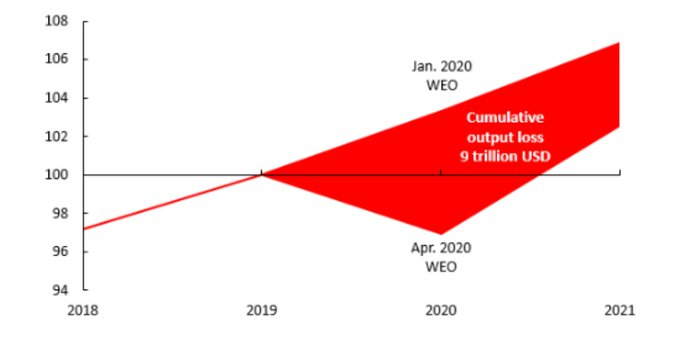 108
106
104
102
100
98
96
94
Jan. 2020
WEO
Cumulative
output loss
9 trillion USD
Apr. 2020
WEO
2018 2019 2020 2021